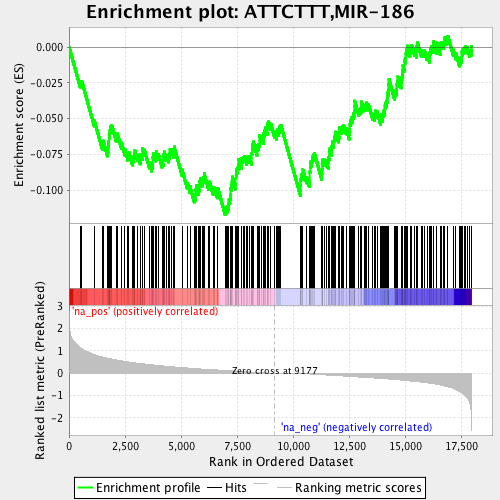 Enrichment plot: ATTCTTT,MIR-186
Enrichment score (ES)
0.000
-0.025
-0.050
-0.075
-0.100
'na_pos' (positively correlated)
Ranked list metric (PreRanked)
3
2
1
0
-1
-2
Zero cross at 9177
'na_neg' (negatively correlated)
0
2,500
5,000
7,500
10,000
12,500
15,000
17,500
Rank in Ordered Dataset
Enrichment profile
Hits
Ranking metric scores